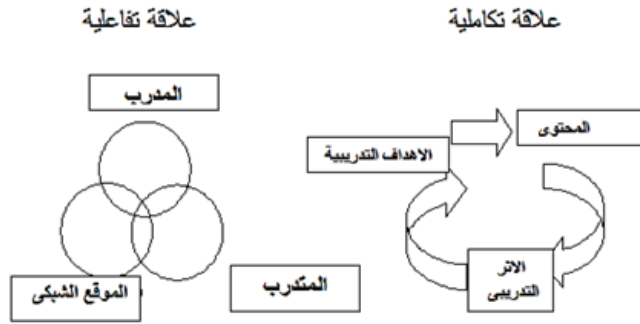 علاقة تكاملية
علاقة تفاعلية
المدرب
المحتوى
الاهداف التدريبية
الاثر
التدريبى
المتدرب
الموقع الشبكى